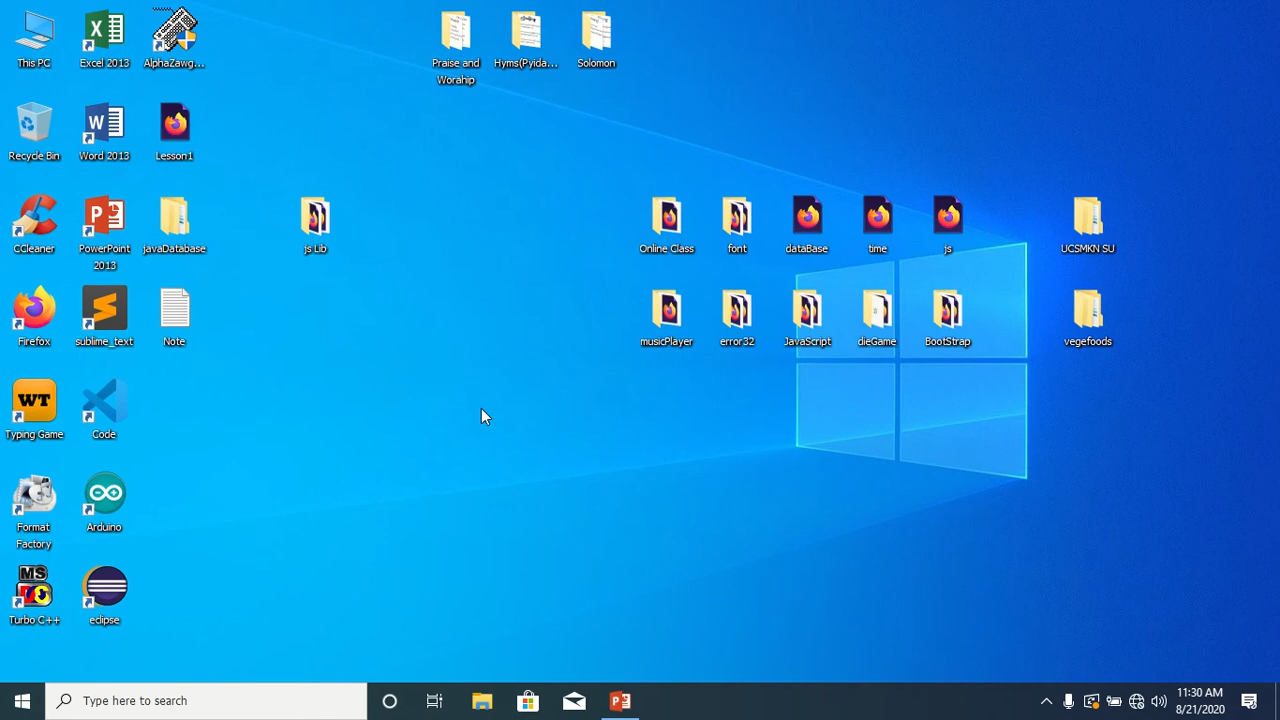 This PC
Excel 2013
AlphaZawg...
Praise and
Worahip
Hyms(Pyida...
Solomon
Recycle Bin
Word 2013
Lesson1
CCleaner
PowerPoint
2013
javaDatabase
js Lib
Online Class
font
dataBase
time
js
UCSMKN SU
Firefox
sublime_text
Note
musicPlayer
error32
JavaScript
dieGame
BootStrap
vegefoods
WT
Typing Game
Code
Format
Factory
Arduino
MS
Turbo C++
eclipse
Type here to search
11:30 AM
8/21/2020